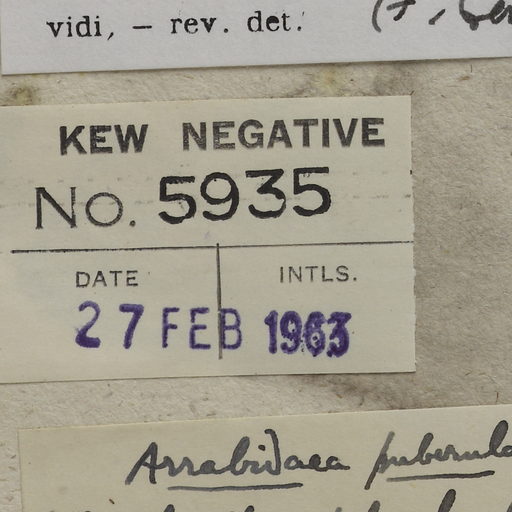 vidi, — rev. det.
KEW NEGATIVE
No. 5935
DATE INTLS.
27 FEB 1963
Arrabidaea puberula